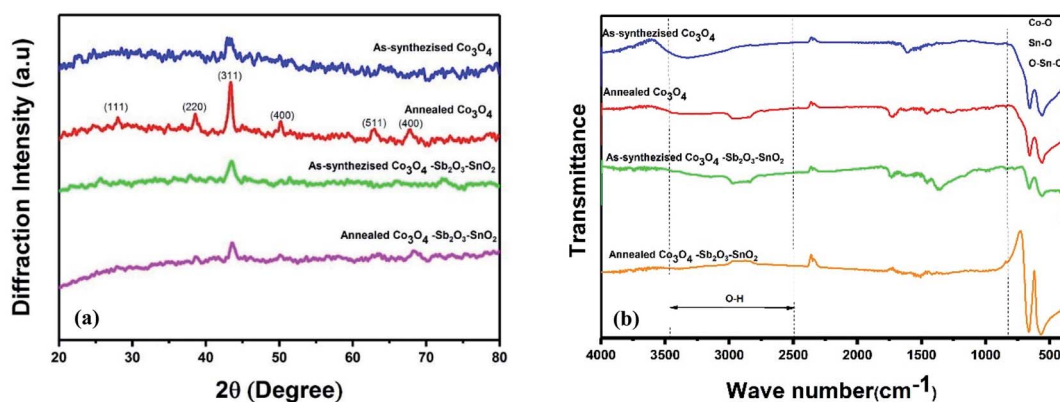 As-synthezised Co3O4
(111)
(220)
(311)
Annealed Co3O4
(400)
(511)
(400)
As-synthezised Co3O4 -Sb2O3-SnO2
Annealed Co3O4 -Sb2O3-SnO2
(a)
Diffraction Intensity (a.u)
20 30 40 50 60 70 80
2θ (Degree)
As-synthezised Co3O4
Co-O
Sn-O
O-Sn-O
Annealed Co3O4
As-synthezised Co3O4 -Sb2O3-SnO2
Annealed Co3O4 -Sb2O3-SnO2
O-H
(b)
Transmittance
4000 3500 3000 2500 2000 1500 1000 500
Wave number(cm-1)